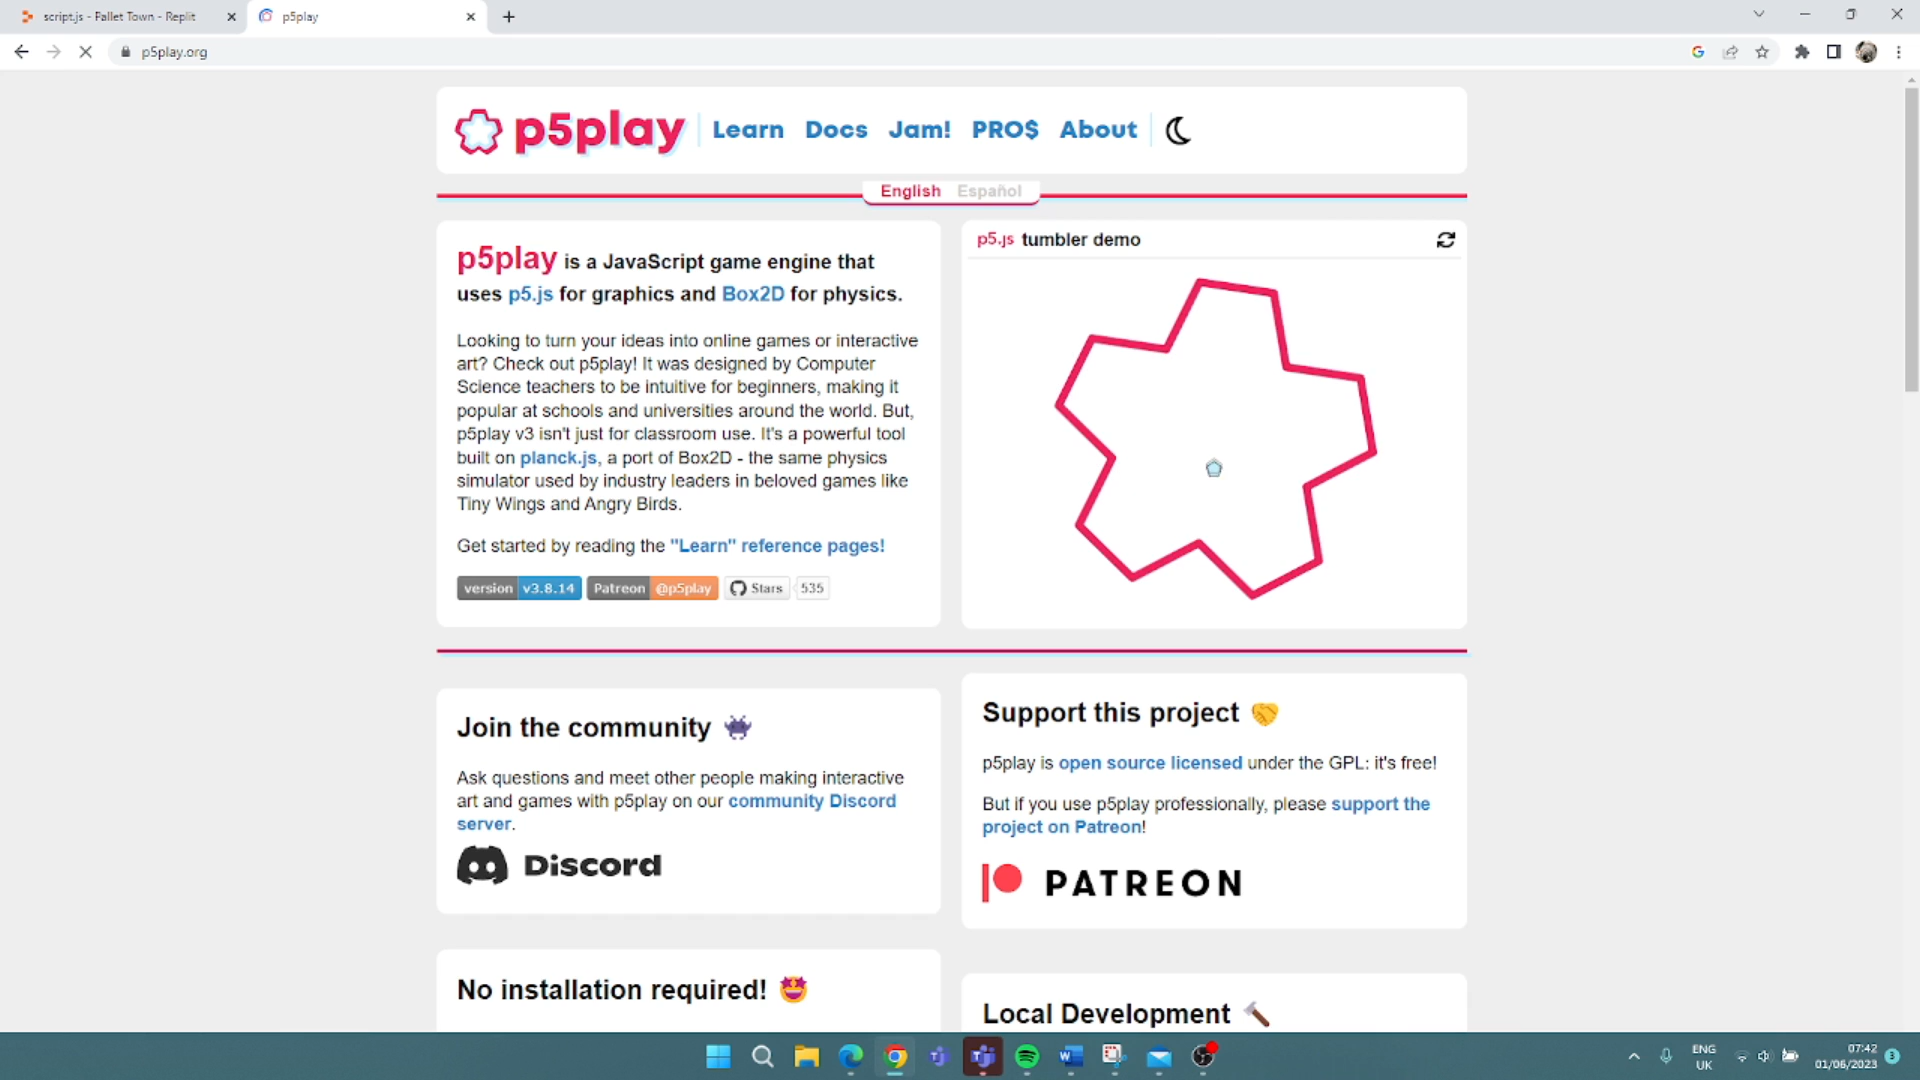 script.js - Pallet Town - Replit
p5play
p5play.org
p5play
Learn
Docs
Jam!
PRO$
About
English
Español
p5play is a JavaScript game engine that
uses p5.js for graphics and Box2D for physics.
Looking to turn your ideas into online games or interactive
art? Check out p5play! It was designed by Computer
Science teachers to be intuitive for beginners, making it
popular at schools and universities around the world. But,
p5play v3 isn't just for classroom use. It's a powerful tool
built on planck.js, a port of Box2D - the same physics
simulator used by industry leaders in beloved games like
Tiny Wings and Angry Birds.
Get started by reading the "Learn" reference pages!
version v3.8.14 Patreon @p5play Stars 535
p5.js tumbler demo
Join the community
Ask questions and meet other people making interactive
art and games with p5play on our community Discord
server.
Discord
Support this project
p5play is open source licensed under the GPL: it's free!
But if you use p5play professionally, please support the
project on Patreon!
PATREON
No installation required!
Local Development
ENG
UK
07:42
01/06/2023
3